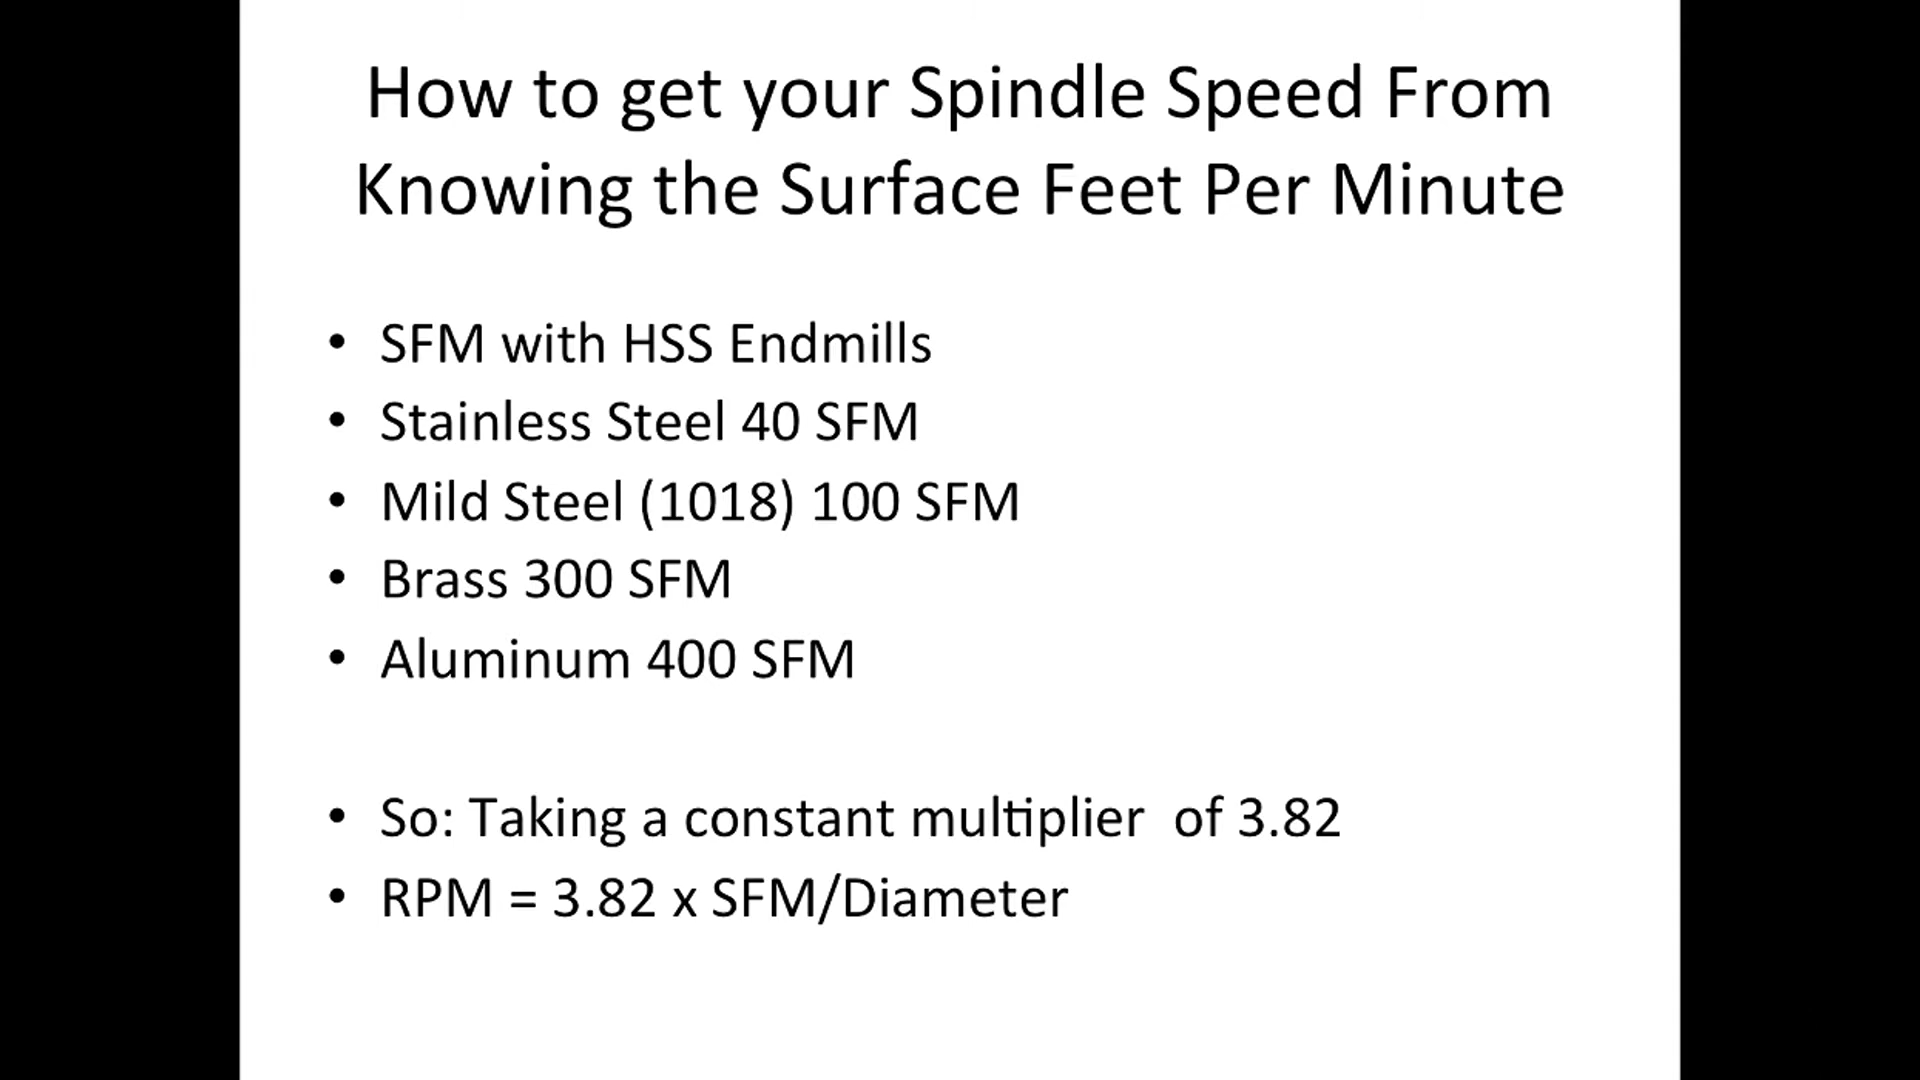 How to get your Spindle Speed From
Knowing the Surface Feet Per Minute
• SFM with HSS Endmills
• Stainless Steel 40 SFM
• Mild Steel (1018) 100 SFM
• Brass 300 SFM
• Aluminum 400 SFM
• So: Taking a constant multiplier  of 3.82
• RPM = 3.82 x SFM/Diameter